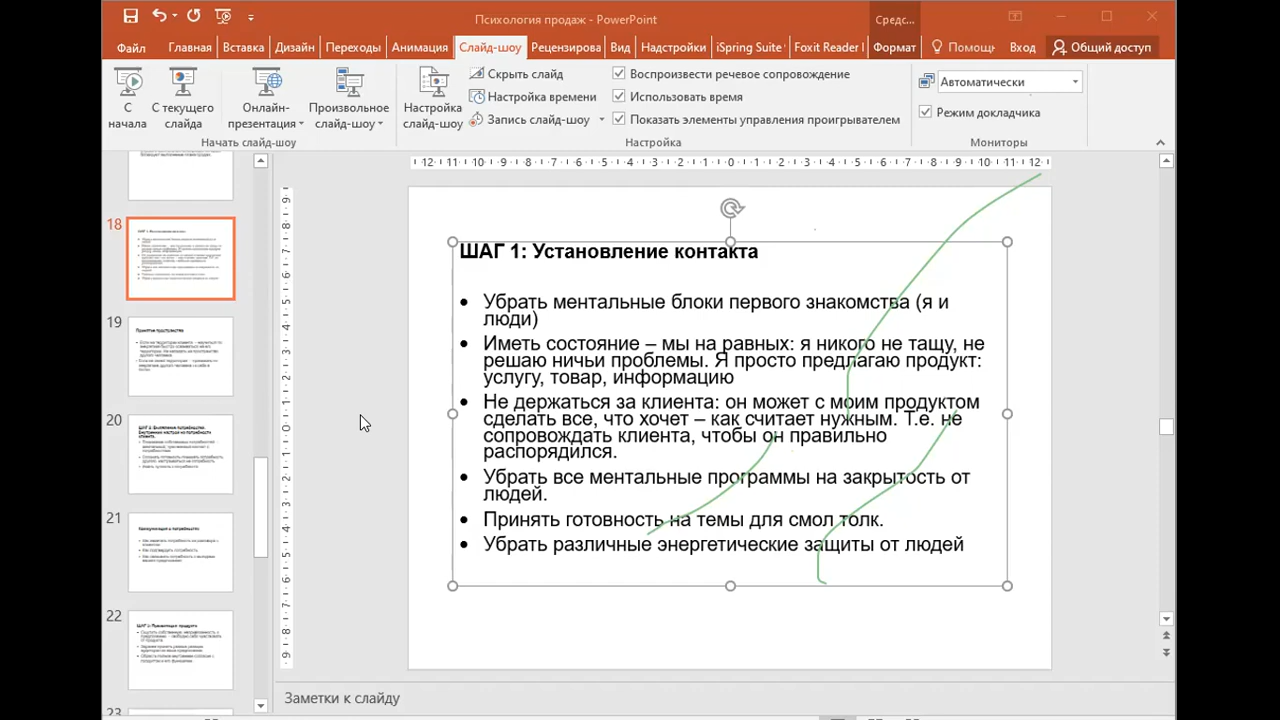 Психология продаж - PowerPoint
Средс...
Файл
Главная
Вставка
Дизайн
Переходы
Анимация
Слайд-шоу
Рецензирова
Вид
Надстройки
iSpring Suite
Foxit Reader
Формат
Помощь
Вход
Общий доступ
С начала
С текущего слайда
Онлайн-презентация
Произвольное слайд-шоу
Начать слайд-шоу
Настройка слайд-шоу
Скрыть слайд
Настройка времени
Запись слайд-шоу
Воспроизвести речевое сопровождение
Использовать время
Показать элементы управления проигрывателем
Настройка
Автоматически
Режим докладчика
Мониторы
18
19
20
21
22
23
ШАГ 1: Установление контакта
Убрать ментальные блоки первого знакомства (я и
люди)
Иметь состояние – мы на равных: я никого не тащу, не
решаю ничьи проблемы. Я просто предлагаю продукт:
услугу, товар, информацию
Не держаться за клиента: он может с моим продуктом
сделать все, что хочет – как считает нужным. Т.е. не
сопровождать клиента, чтобы он правильно
распорядился.
Убрать все ментальные программы на закрытость от
людей.
Принять готовность на темы для смол толк.
Убрать различные энергетические защиты от людей
Заметки к слайду